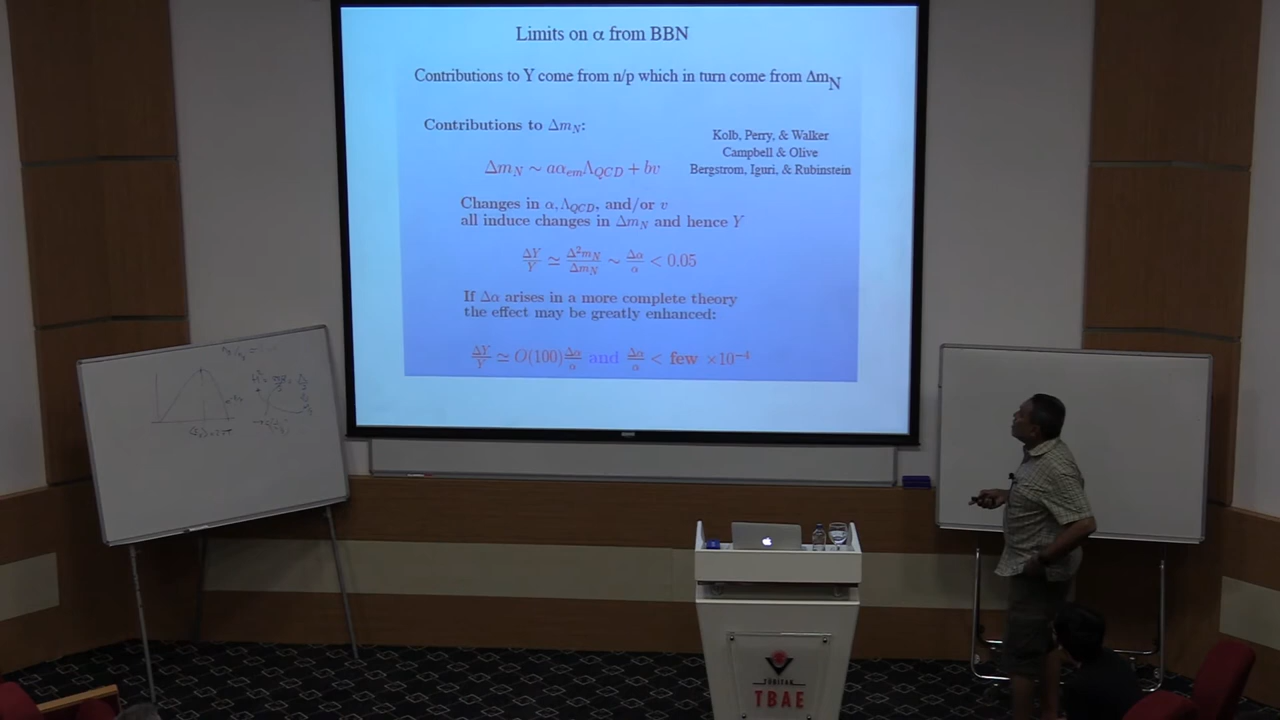 Limits on α from BBN
Contributions to Y come from n/p which in turn come from Δm_N
Contributions to Δm_N:
Kolb, Perry, & Walker
Campbell & Olive
Bergstrom, Iguri, & Rubinstein
Δm_N ~ aα_em Λ_QCD + bv
Changes in α, Λ_QCD, and/or v
all induce changes in Δm_N and hence Y
ΔY/Y ≃ Δ²m_N/Δm_N ~ Δα/α < 0.05
If Δα arises in a more complete theory
the effect may be greatly enhanced:
ΔY/Y ≃ O(100) Δα/α and Δα/α < few ×10⁻⁴
TÜBİTAK
TBAE